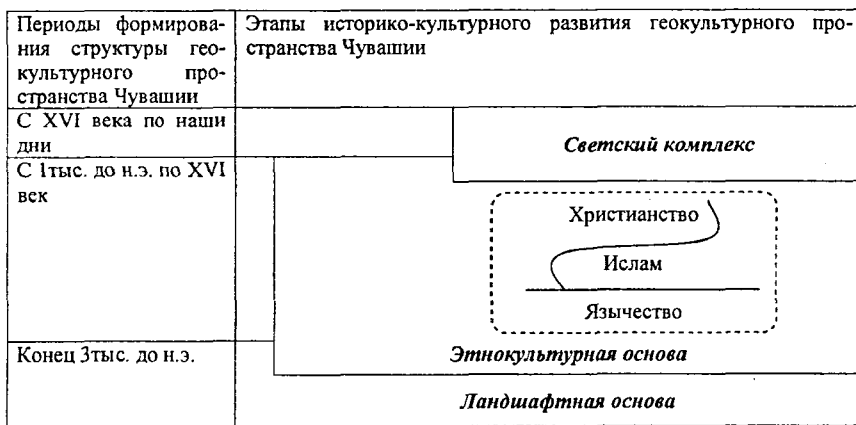 Периоды формирова-
ния структуры гео-
культурного про-
странства Чувашии
Этапы историко-культурного развития геокультурного про-
странства Чувашии
С XVI века по наши
дни
Светский комплекс
С 1тыс. до н.э. по XVI
век
Христианство
Ислам
Язычество
Конец 3тыс. до н.э.
Этнокультурная основа
Ландшафтная основа